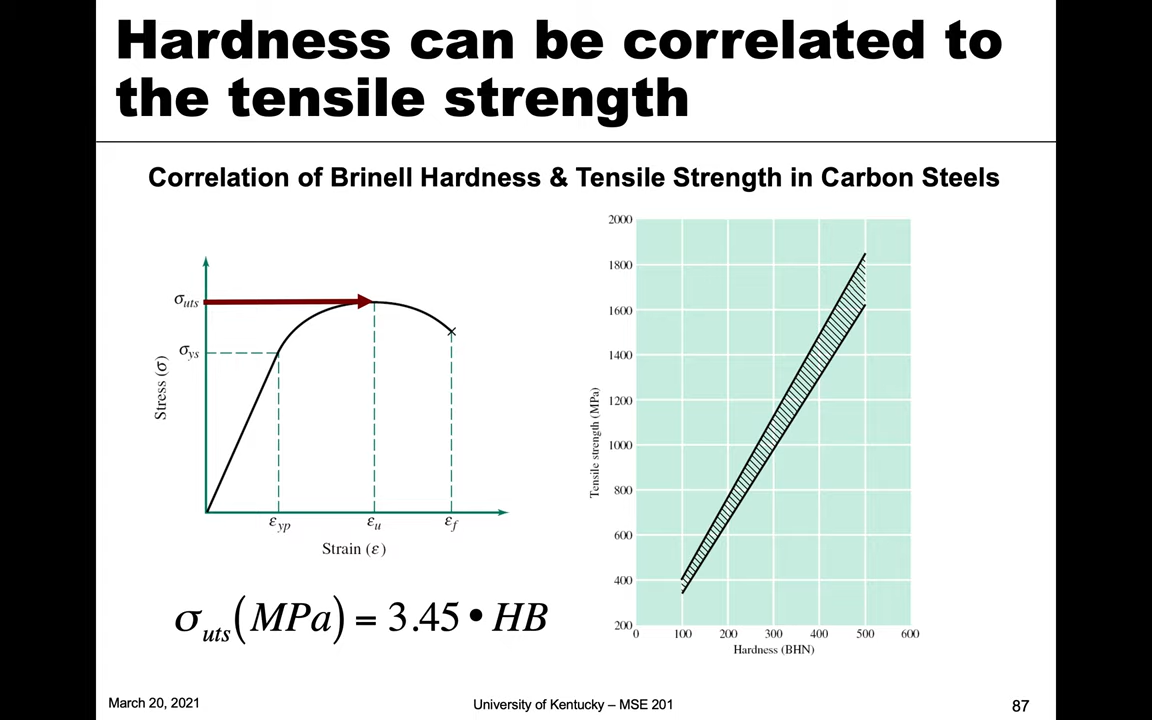 Hardness can be correlated to
the tensile strength
Correlation of Brinell Hardness & Tensile Strength in Carbon Steels
σuts
σys
Stress (σ)
εyp
εu
εf
Strain (ε)
σuts(MPa) = 3.45 • HB
2000
1800
1600
1400
1200
1000
800
600
400
200
Tensile strength (MPa)
0 100 200 300 400 500 600
Hardness (BHN)
March 20, 2021
University of Kentucky – MSE 201
87